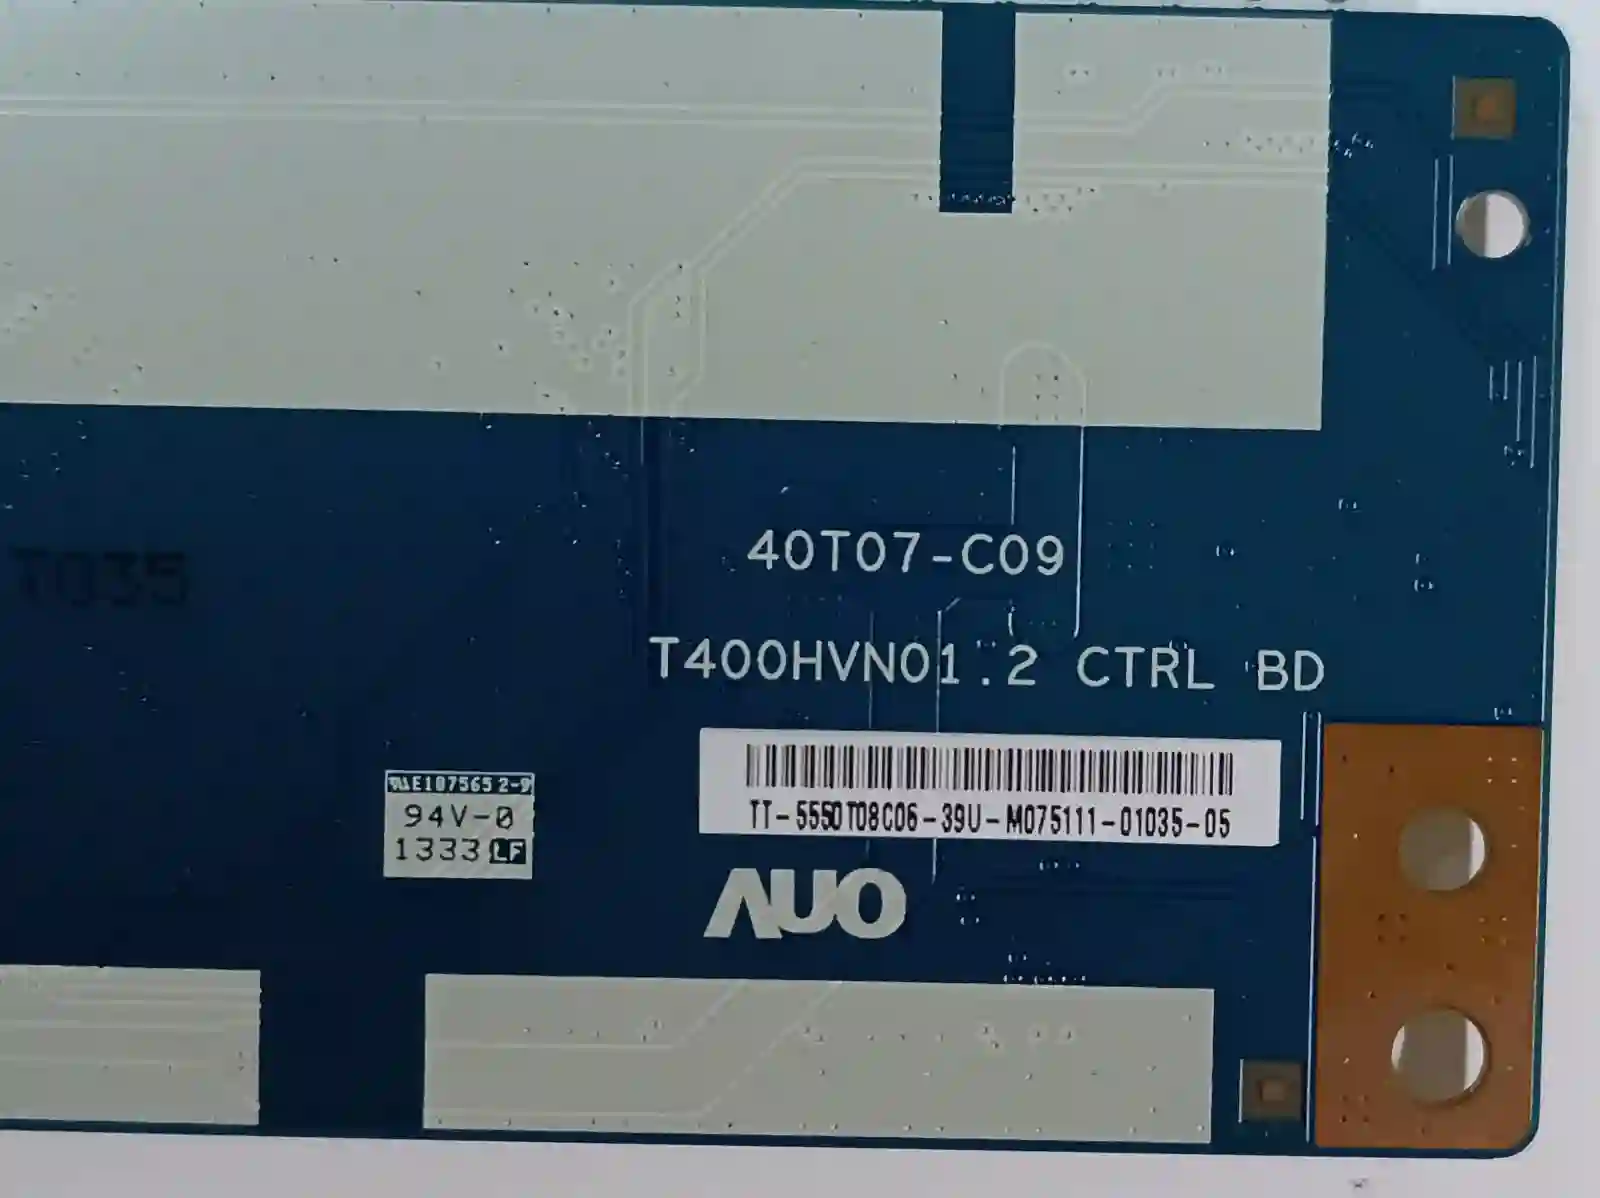 40T07-C09
T035
T400HVN01.2 CTRL BD
E187565 2-9
94V-0
1333 LF
TT-5550T08C06-39U-M075111-01035-05
AUO